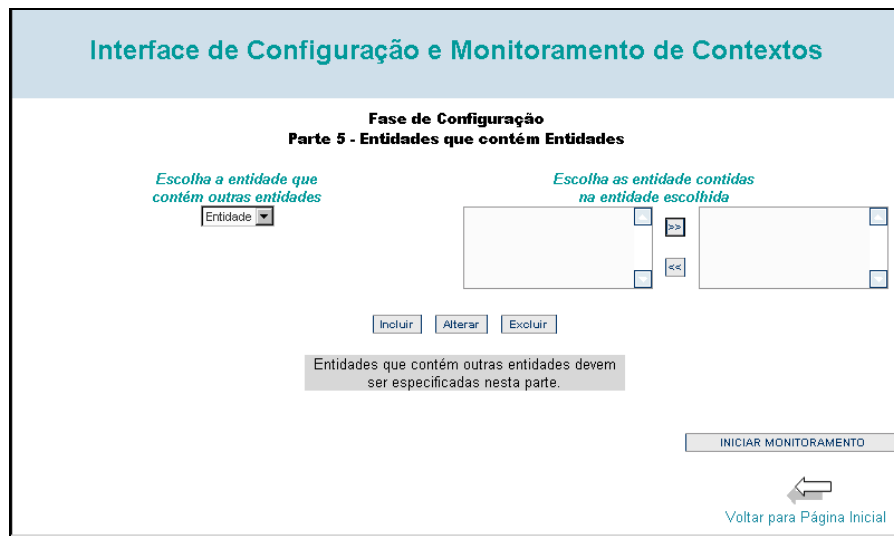 Interface de Configuração e Monitoramento de Contextos
Fase de Configuração
Parte 5 - Entidades que contém Entidades
Escolha a entidade que
contém outras entidades
Entidade
Escolha as entidade contidas
na entidade escolhida
>>
<<
Incluir Alterar Excluir
Entidades que contém outras entidades devem
ser especificadas nesta parte.
INICIAR MONITORAMENTO
Voltar para Página Inicial